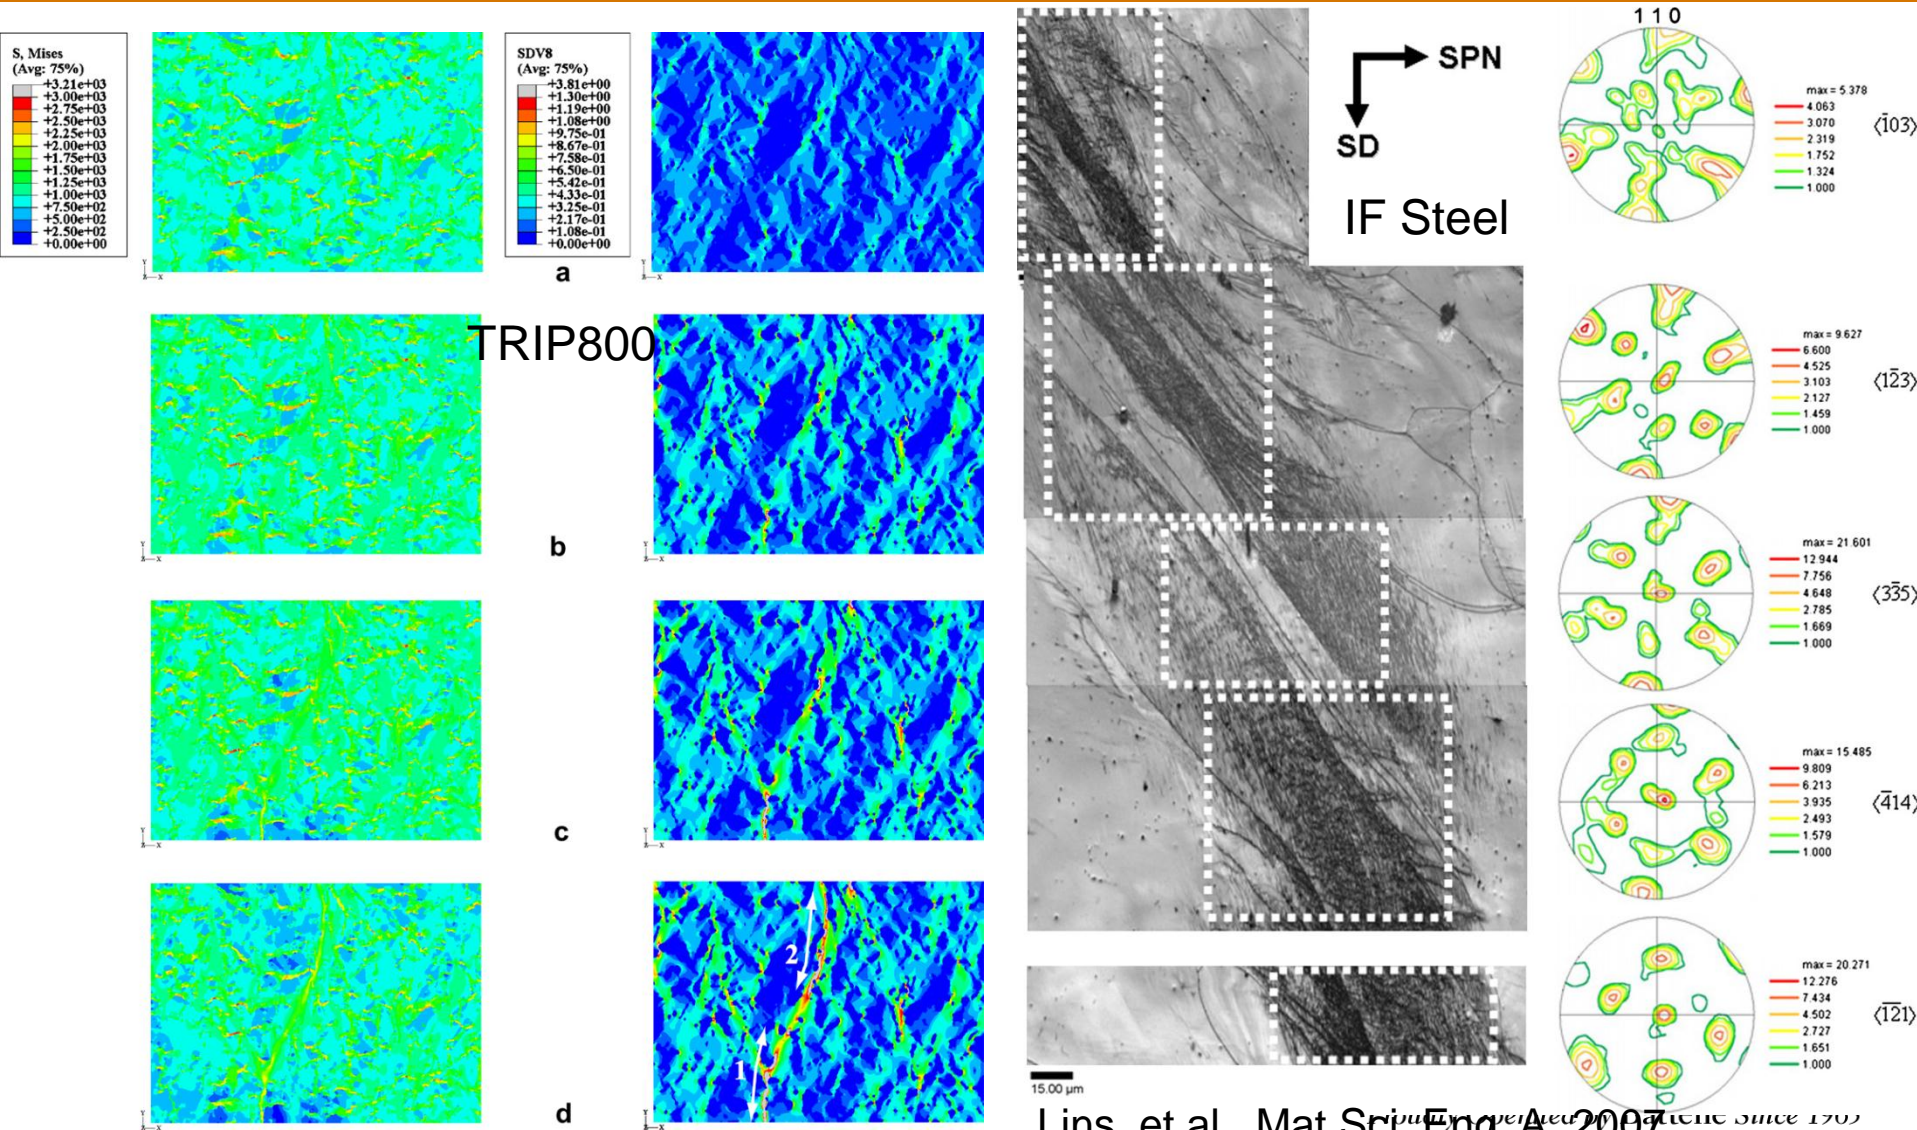 S, Mises
(Avg: 75%)
+3.21e+03
+3.00e+03
+2.75e+03
+2.50e+03
+2.25e+03
+2.00e+03
+1.75e+03
+1.50e+03
+1.25e+03
+1.00e+03
+7.50e+02
+5.00e+02
+2.50e+02
+0.00e+00
SDV8
(Avg: 75%)
+3.81e+00
+1.30e+00
+1.19e+00
+1.08e+00
+9.75e-01
+8.67e-01
+7.58e-01
+6.50e-01
+5.42e-01
+4.33e-01
+3.25e-01
+2.17e-01
+1.08e-01
+0.00e+00
a
TRIP800
b
c
2
1
d
SPN
SD
IF Steel
15.00 µm
1 1 0
max = 5.378
4.063
3.070
2.319
1.752
1.324
1.000
⟨1̅03⟩
max = 9.627
6.600
4.525
3.103
2.127
1.459
1.000
⟨12̅3⟩
max = 21.601
12.944
7.756
4.648
2.785
1.669
1.000
⟨33̅5⟩
max = 15.485
9.809
6.213
3.935
2.493
1.579
1.000
⟨4̅14⟩
max = 20.271
12.276
7.434
4.502
2.727
1.651
1.000
⟨1̅2̅1⟩
Lins, et al., Mat Sci. Eng. A, 2007
Operated by Battelle Since 1965